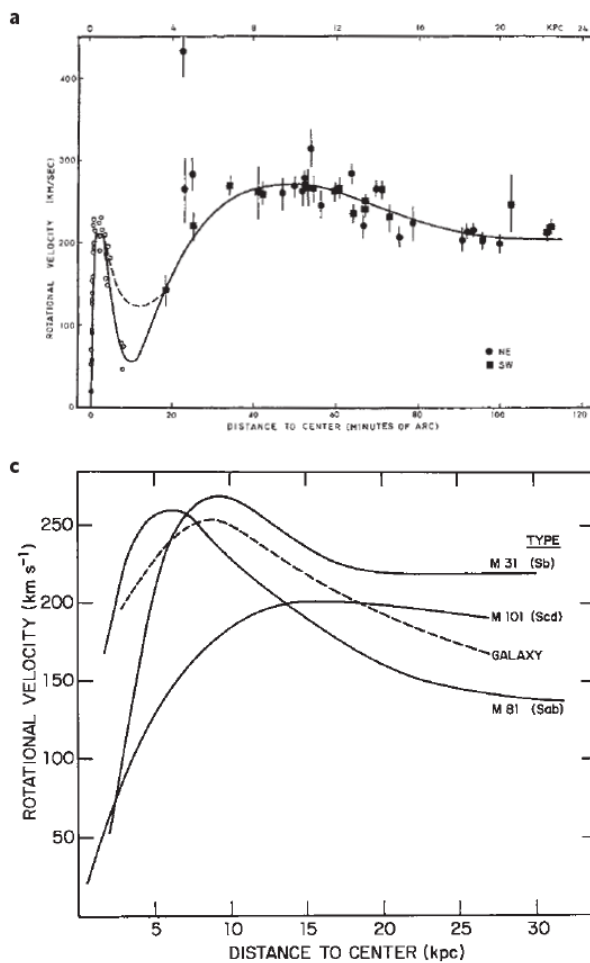 a
0 4 8 12 16 20 KPC 24
400
300
200
100
0
ROTATIONAL VELOCITY (KM/SEC)
NE
SW
0 20 40 60 80 100 120
DISTANCE TO CENTER (MINUTES OF ARC)
c
250
200
150
100
50
ROTATIONAL VELOCITY (km s⁻¹)
TYPE
M 31 (Sb)
M 101 (Scd)
GALAXY
M 81 (Sab)
5 10 15 20 25 30
DISTANCE TO CENTER (kpc)